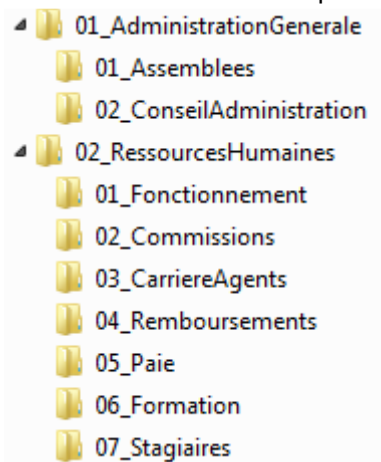 01_AdministrationGenerale
01_Assemblees
02_ConseilAdministration
02_RessourcesHumaines
01_Fonctionnement
02_Commissions
03_CarriereAgents
04_Remboursements
05_Paie
06_Formation
07_Stagiaires